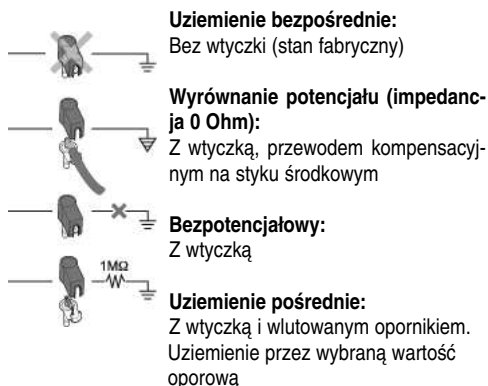 Uziemienie bezpośrednie:
Bez wtyczki (stan fabryczny)
Wyrównanie potencjału (impedanc-
ja 0 Ohm):
Z wtyczką, przewodem kompensacyj-
nym na styku środkowym
Bezpotencjałowy:
Z wtyczką
1MΩ
Uziemienie pośrednie:
Z wtyczką i wlutowanym opornikiem.
Uziemienie przez wybraną wartość
oporową